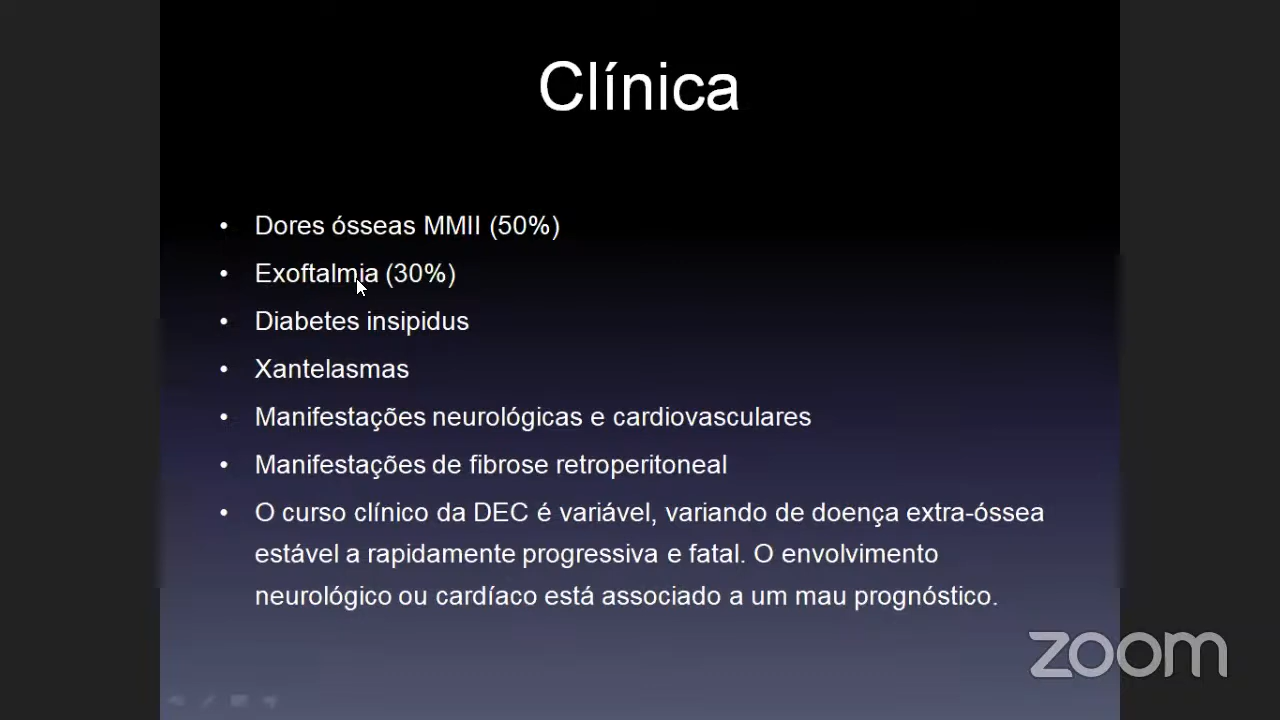 Clínica
• Dores ósseas MMII (50%)
• Exoftalmia (30%)
• Diabetes insipidus
• Xantelasmas
• Manifestações neurológicas e cardiovasculares
• Manifestações de fibrose retroperitoneal
• O curso clínico da DEC é variável, variando de doença extra-óssea
estável a rapidamente progressiva e fatal. O envolvimento
neurológico ou cardíaco está associado a um mau prognóstico.
zoom